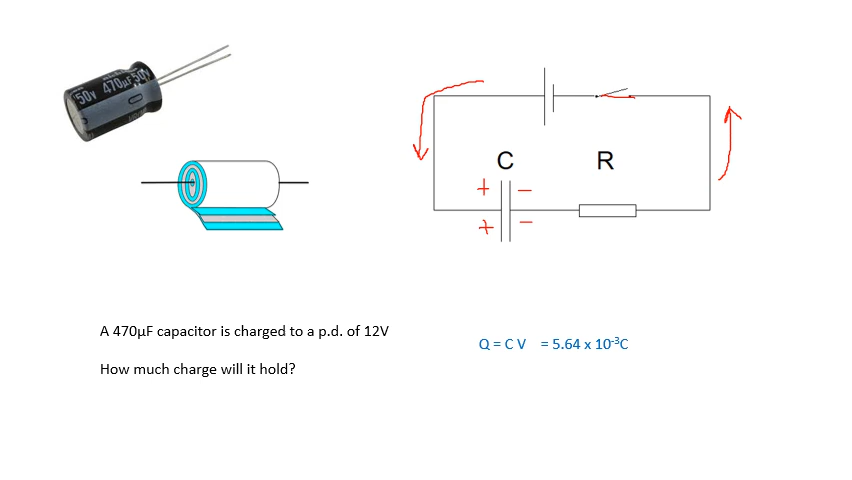 50v 470µF 50v
C R
+ −
+ −
A 470µF capacitor is charged to a p.d. of 12V
Q = C V = 5.64 x 10⁻³C
How much charge will it hold?